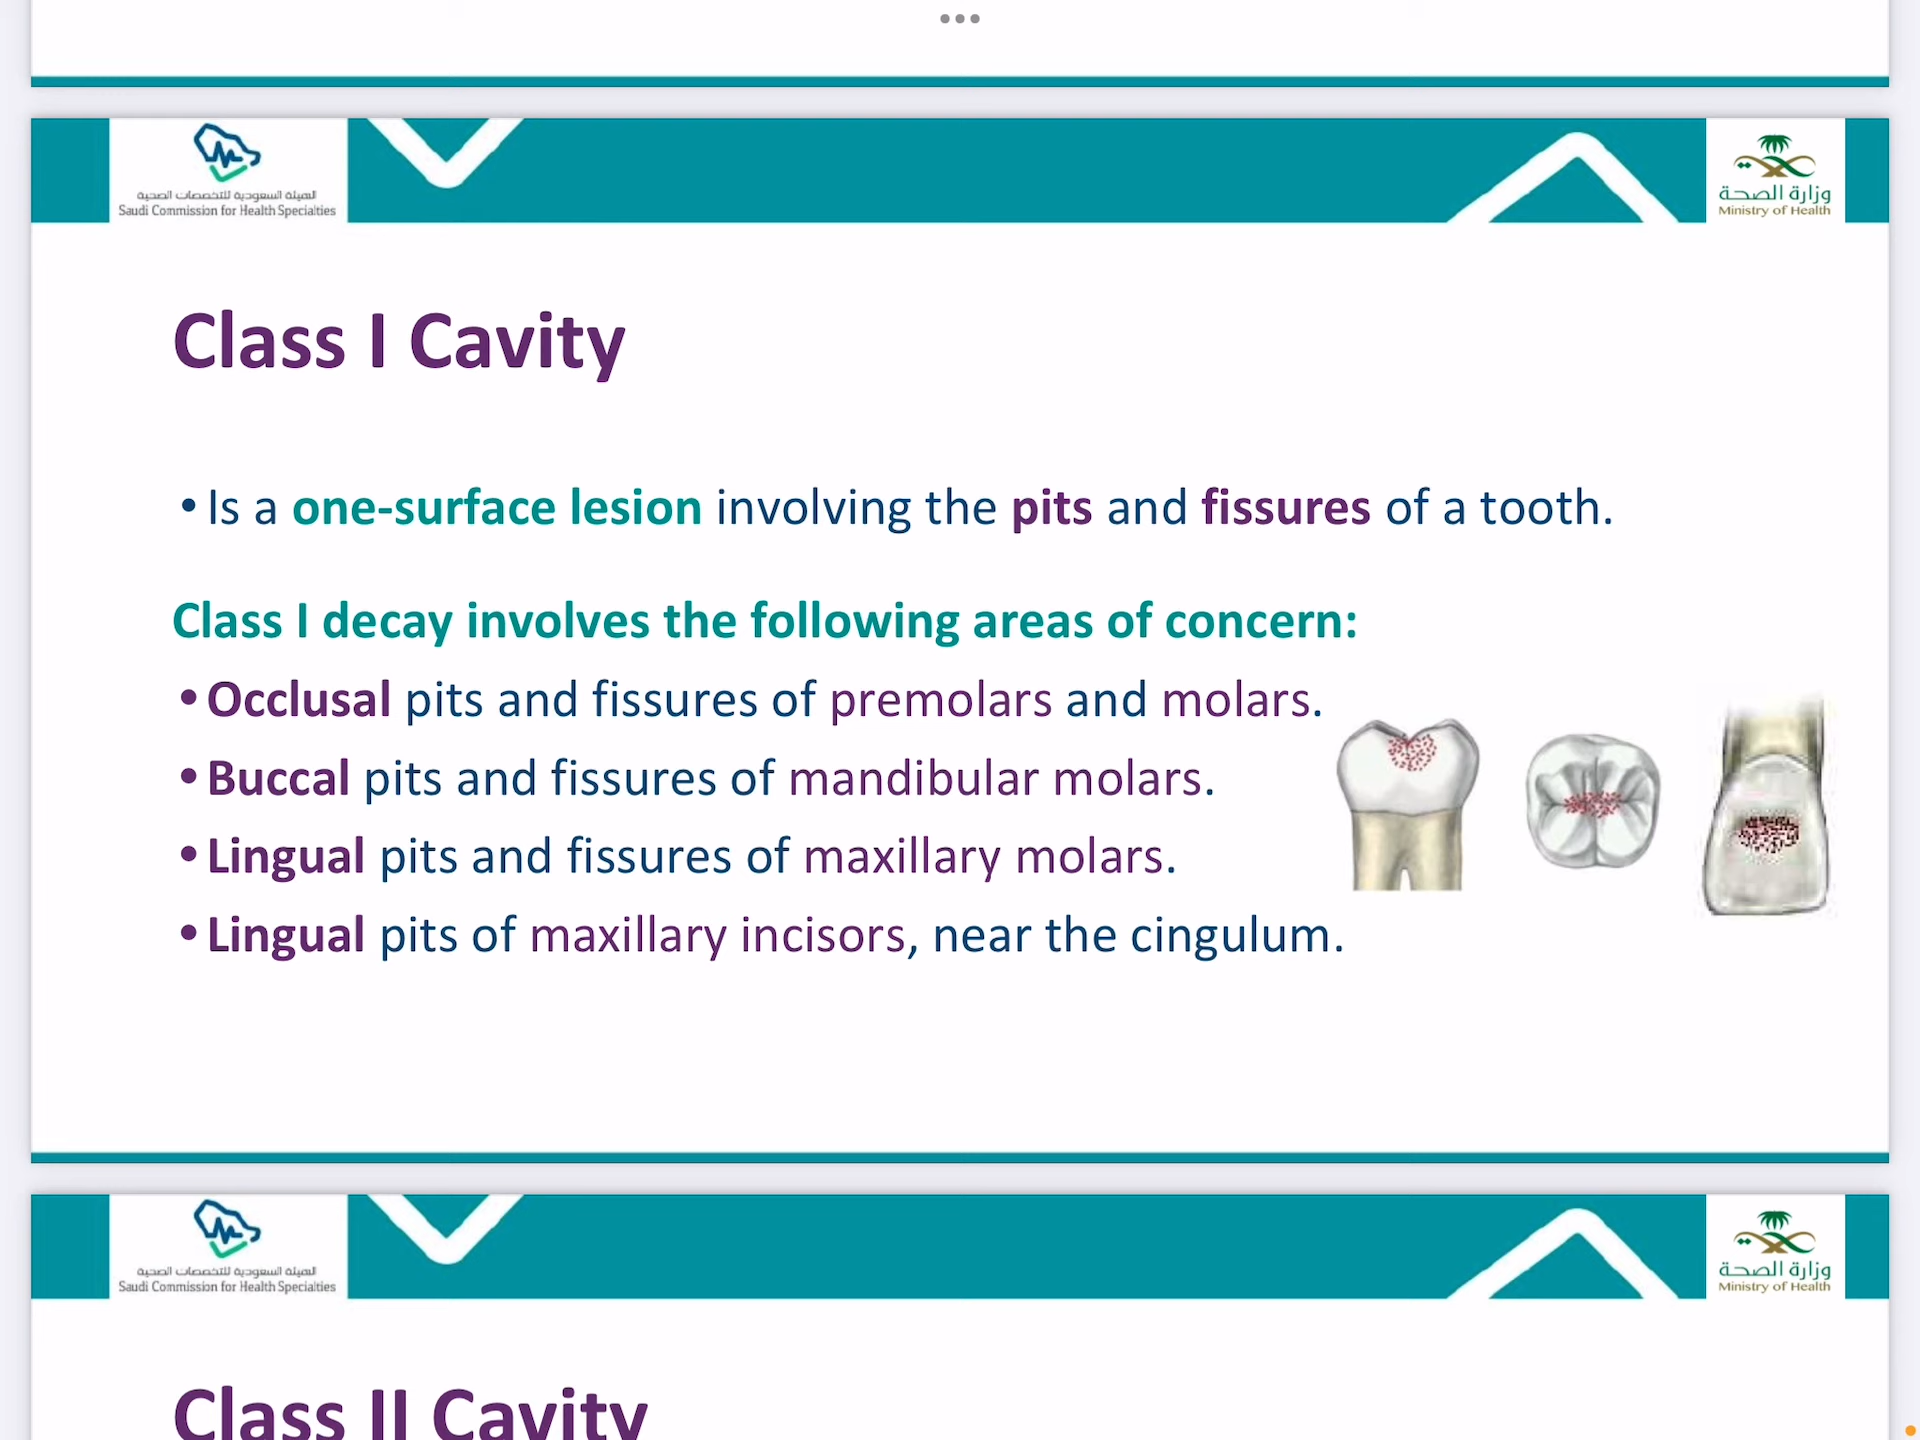 الهيئة السعودية للتخصصات الصحية
Saudi Commission for Health Specialties
وزارة الصحة
Ministry of Health
Class I Cavity
• Is a one-surface lesion involving the pits and fissures of a tooth.
Class I decay involves the following areas of concern:
• Occlusal pits and fissures of premolars and molars.
• Buccal pits and fissures of mandibular molars.
• Lingual pits and fissures of maxillary molars.
• Lingual pits of maxillary incisors, near the cingulum.
الهيئة السعودية للتخصصات الصحية
Saudi Commission for Health Specialties
وزارة الصحة
Ministry of Health
Class II Cavity